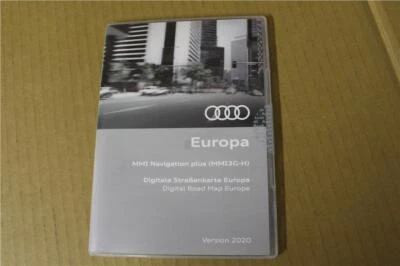 Europa
MMI Navigation plus (MMI3G-H)
Digitale Straßenkarte Europa
Digital Road Map Europe
Version 2020